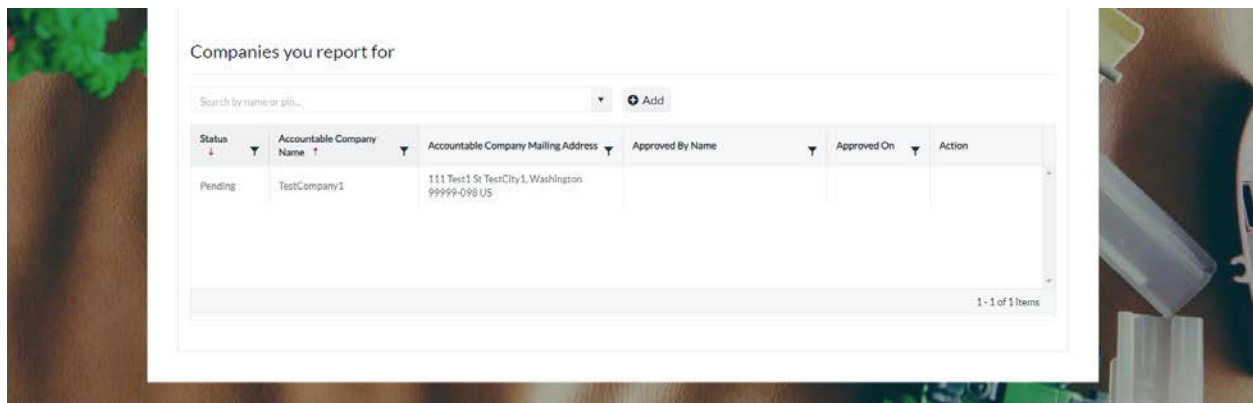 Companies you report for
Search by name or pin...
Add
Status
Accountable Company
Name
Accountable Company Mailing Address
Approved By Name
Approved On
Action
Pending
TestCompany1
111 Test1 St TestCity1, Washington
99999-098 US
1 - 1 of 1 items